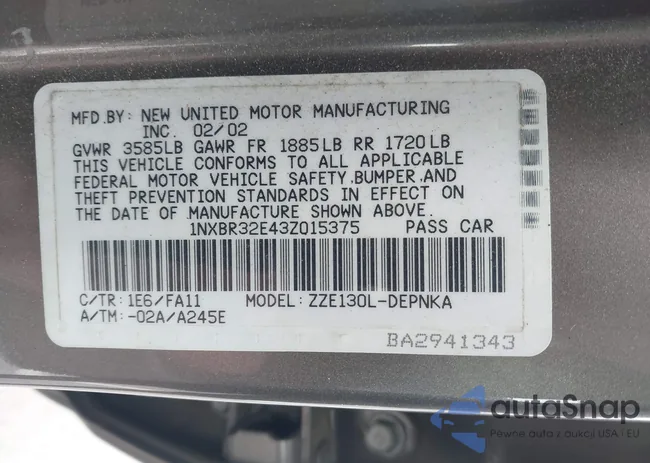 MFD.BY: NEW UNITED MOTOR MANUFACTURING
INC. 02/02
GVWR 3585LB GAWR FR 1885LB RR 1720LB
THIS VEHICLE CONFORMS TO ALL APPLICABLE
FEDERAL MOTOR VEHICLE SAFETY,BUMPER,AND
THEFT PREVENTION STANDARDS IN EFFECT ON
THE DATE OF MANUFACTURE SHOWN ABOVE.
1NXBR32E43Z015375 PASS CAR
C/TR: 1E6/FA11 MODEL: ZZE130L-DEPNKA
A/TM: -02A/A245E
BA2941343
autaSnap
Pewne auta z aukcji USA i EU